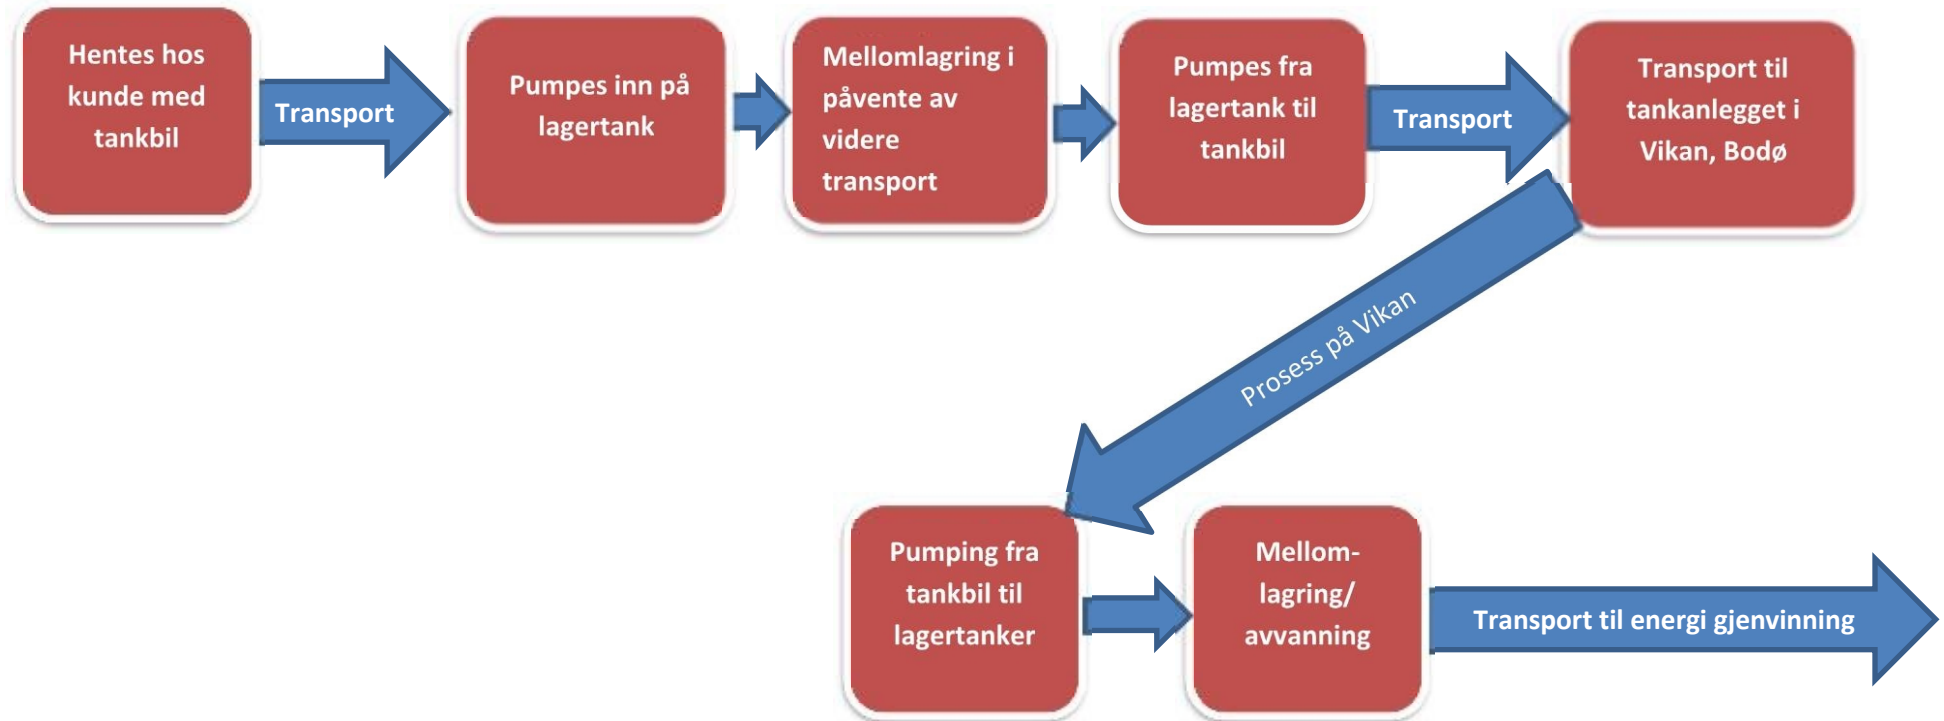 Hentes hos
kunde med
tankbil
Transport
Pumpes inn på
lagertank
Mellomlagring i
påvente av
videre
transport
Pumpes fra
lagertank til
tankbil
Transport
Transport til
tankanlegget i
Vikan, Bodø
Prosess på Vikan
Pumping fra
tankbil til
lagertanker
Mellom-
lagring/
avvanning
Transport til energi gjenvinning